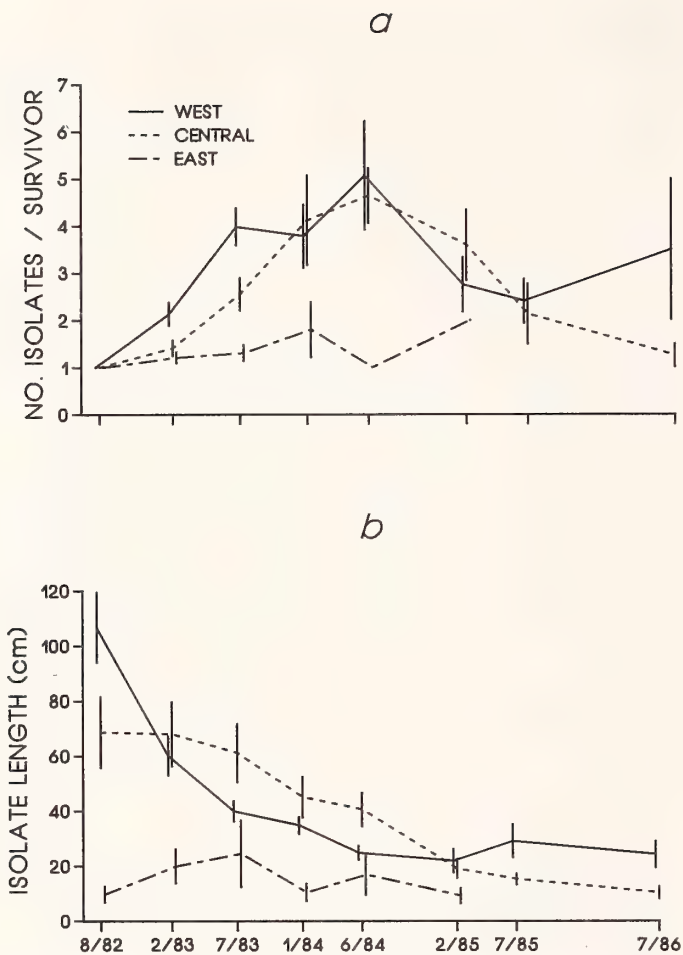 a
NO. ISOLATES / SURVIVOR
7
6
5
4
3
2
1
0
WEST
CENTRAL
EAST
b
ISOLATE LENGTH (cm)
120
100
80
60
40
20
0
8/82 2/83 7/83 1/84 6/84 2/85 7/85 7/86